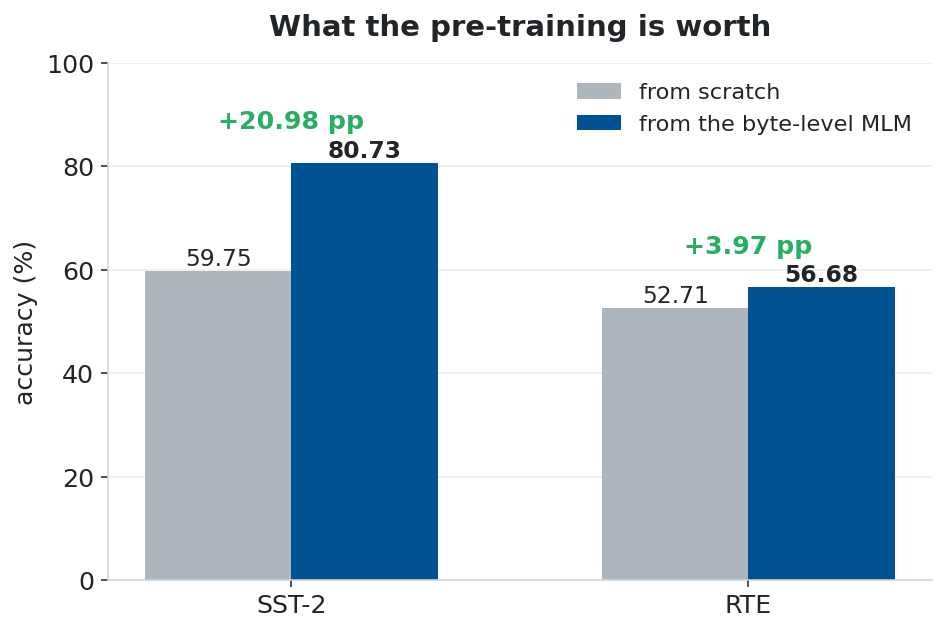 What the pre-training is worth
from scratch
from the byte-level MLM
accuracy (%)
100
80
60
40
20
0
+20.98 pp
80.73
59.75
+3.97 pp
56.68
52.71
SST-2
RTE